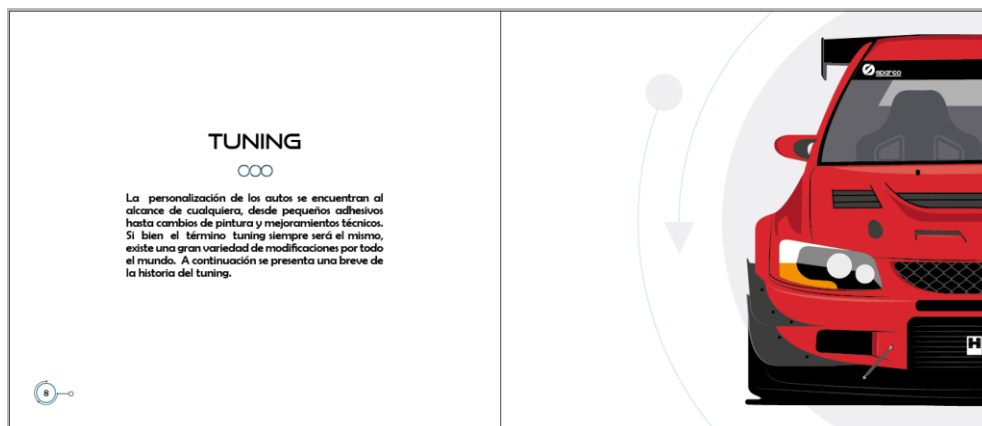 TUNING
La personalización de los autos se encuentran al
alcance de cualquiera, desde pequeños adhesivos
hasta cambios de pintura y mejoramientos técnicos.
Si bien el término tuning siempre será el mismo,
existe una gran variedad de modificaciones por todo
el mundo. A continuación se presenta una breve de
la historia del tuning.
8
sparco
H